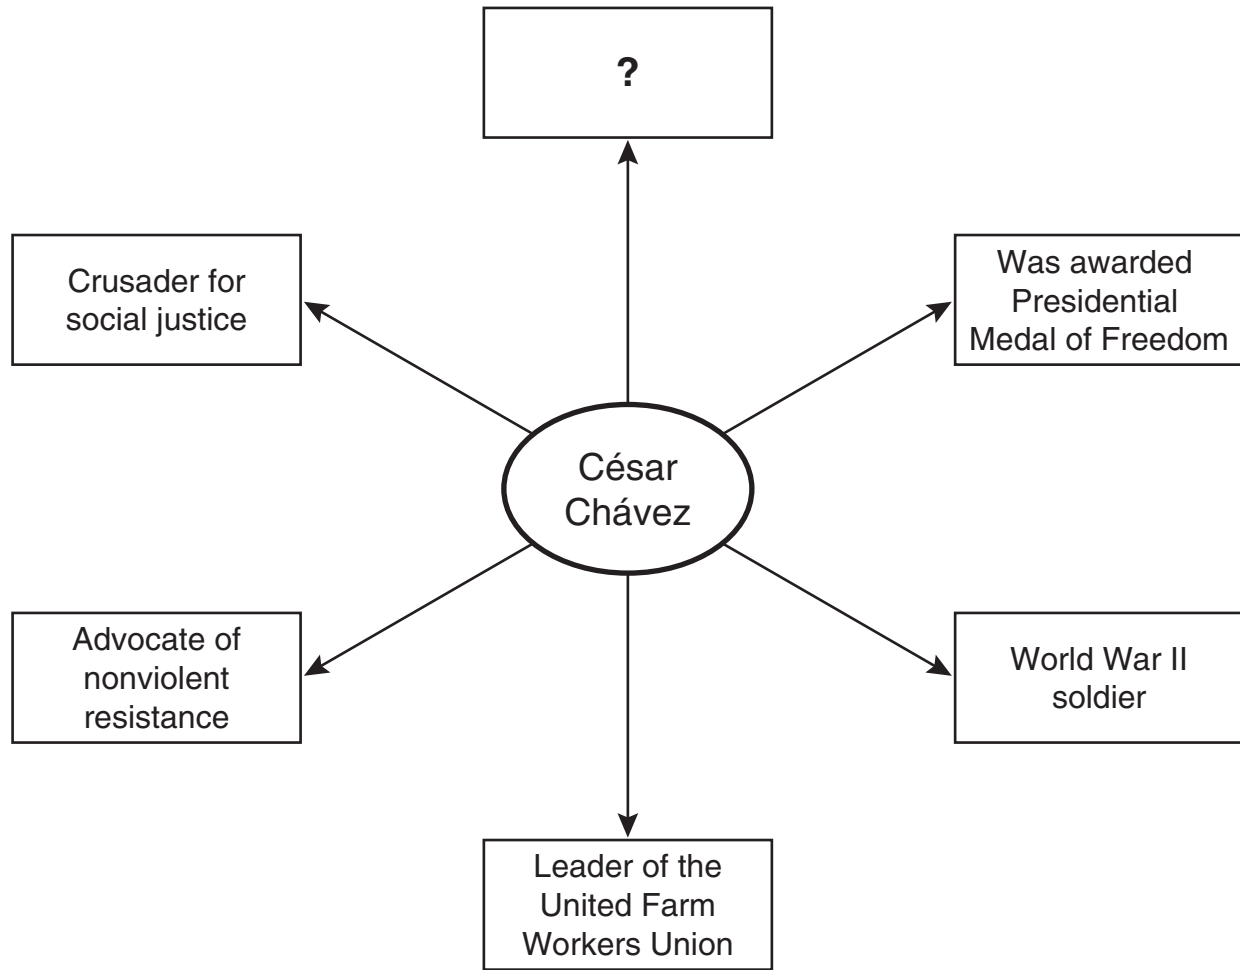 ?
Crusader for
social justice
Was awarded
Presidential
Medal of Freedom
César
Chávez
Advocate of
nonviolent
resistance
World War II
soldier
Leader of the
United Farm
Workers Union